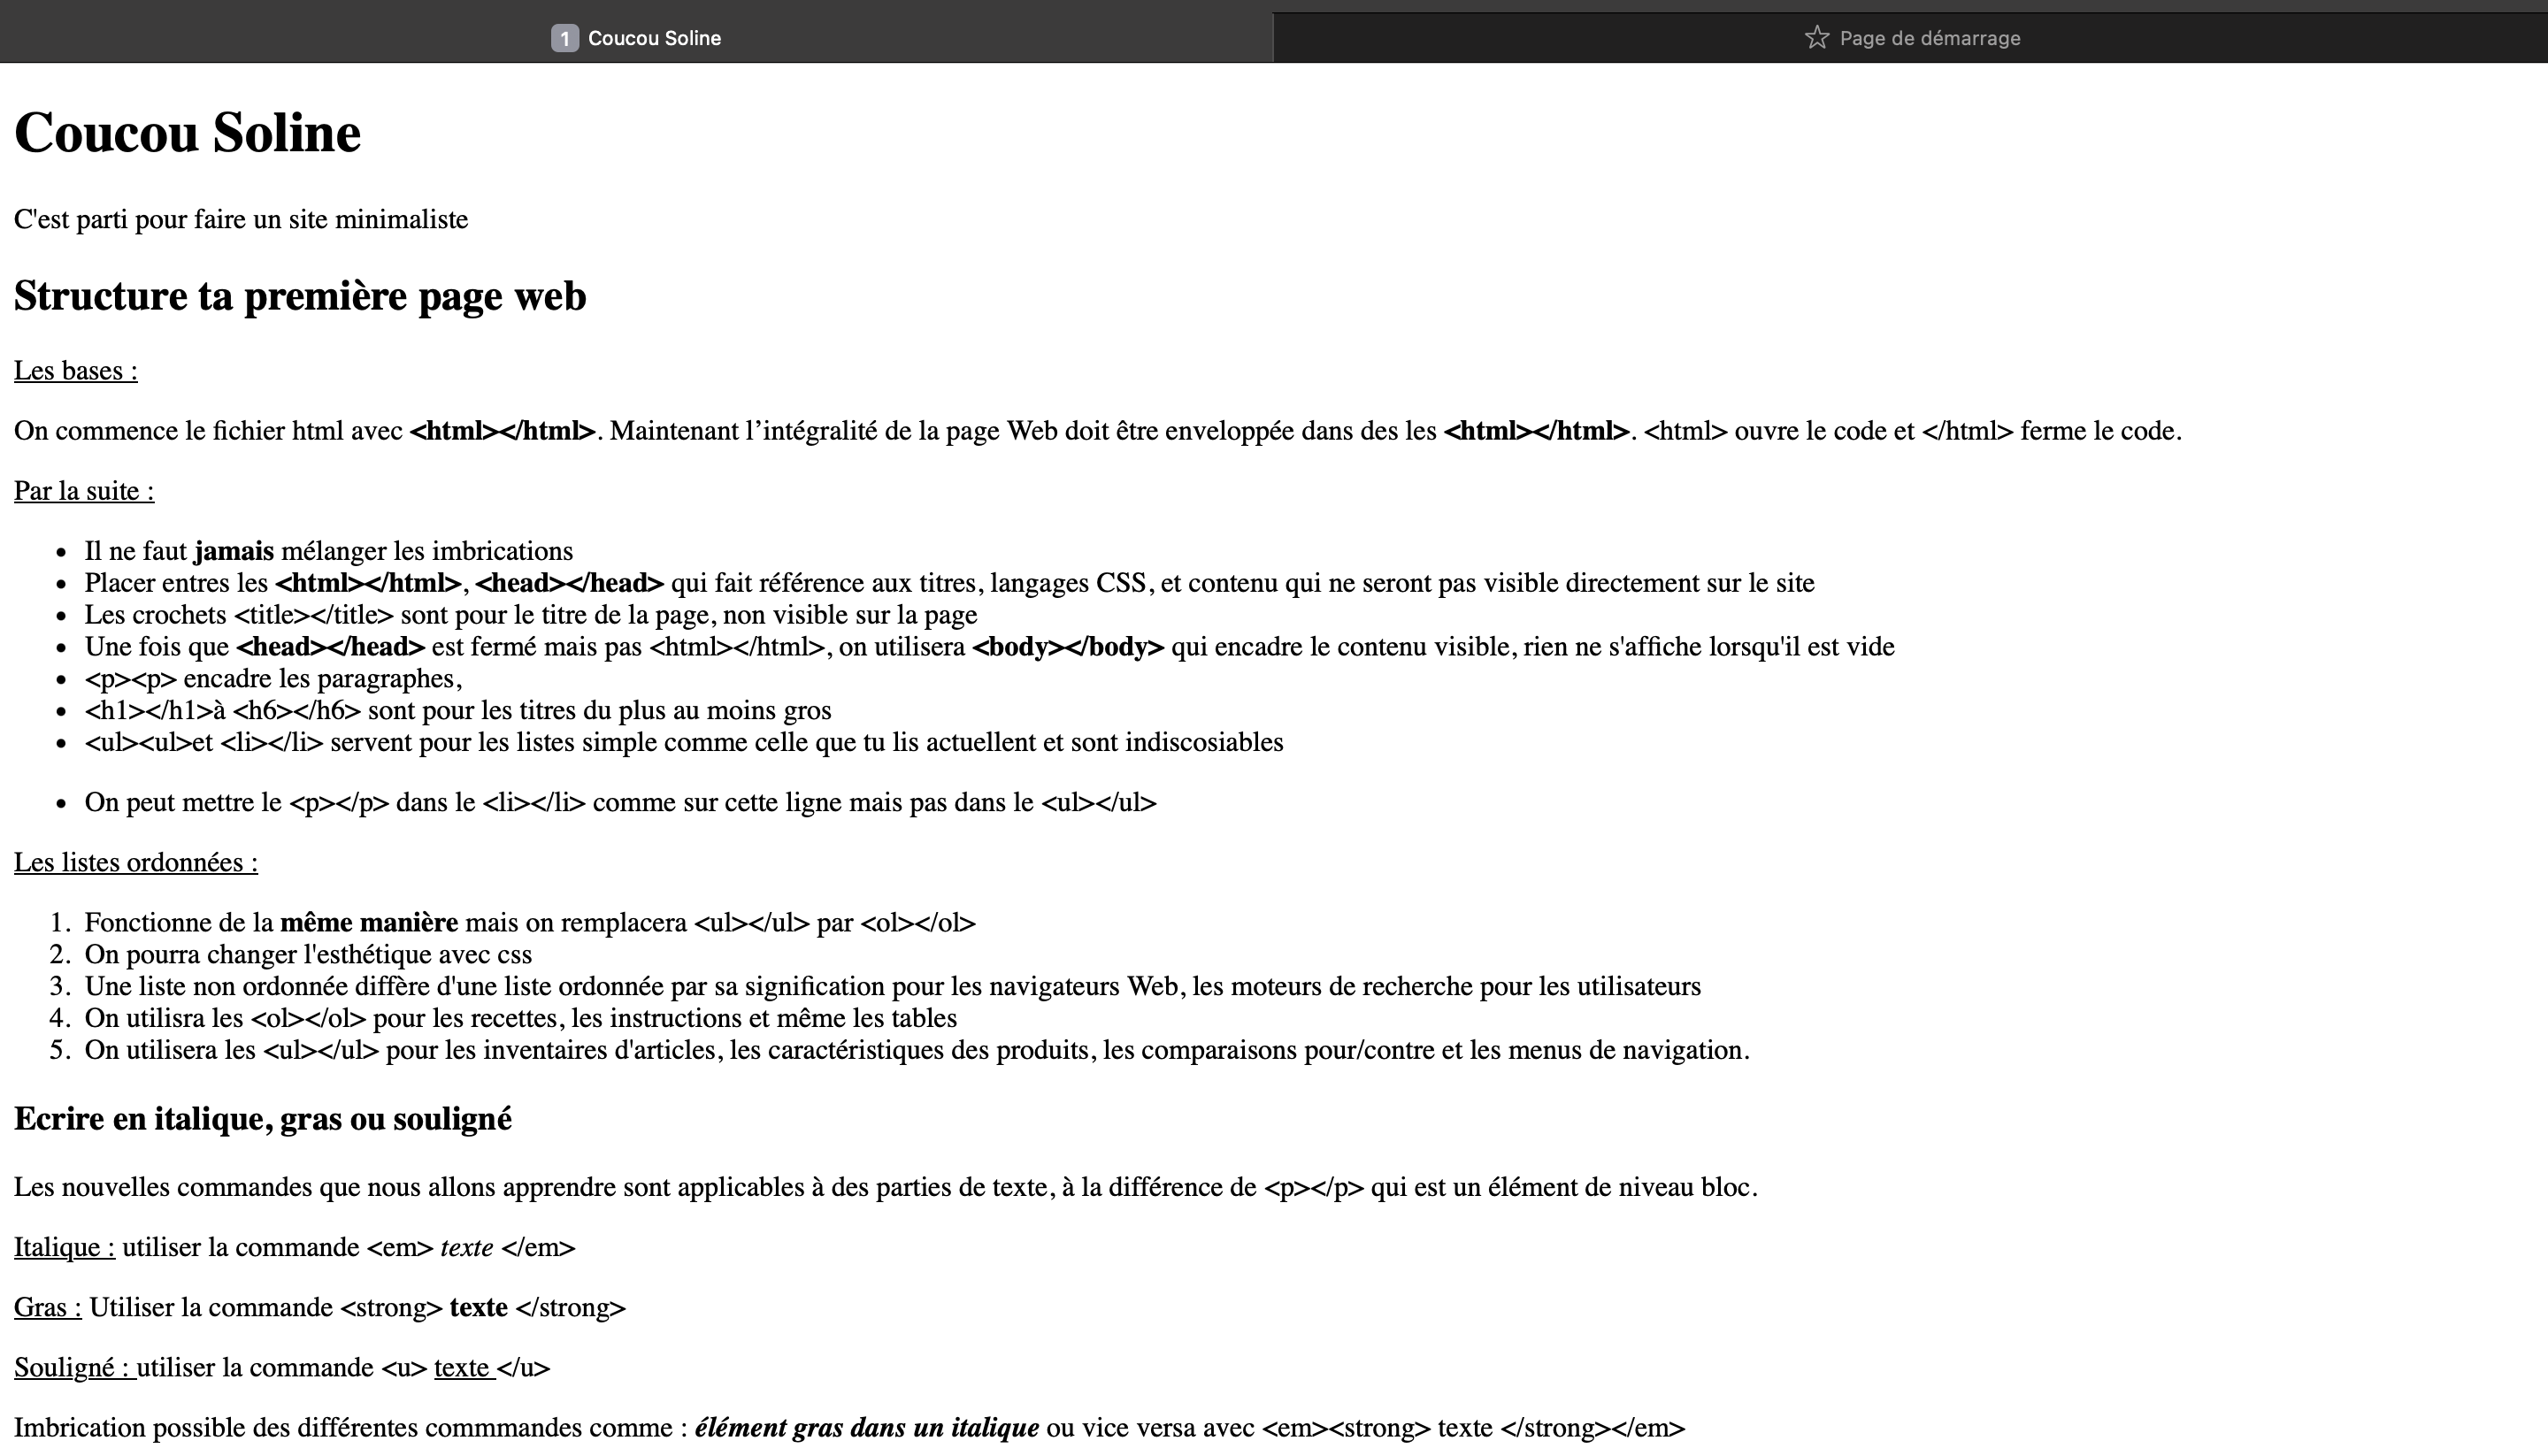 1 Coucou Soline
Page de démarrage
Coucou Soline
C'est parti pour faire un site minimaliste
Structure ta première page web
Les bases :
On commence le fichier html avec <html></html>. Maintenant l’intégralité de la page Web doit être enveloppée dans des les <html></html>. <html> ouvre le code et </html> ferme le code.
Par la suite :
• Il ne faut jamais mélanger les imbrications
• Placer entres les <html></html>, <head></head> qui fait référence aux titres, langages CSS, et contenu qui ne seront pas visible directement sur le site
• Les crochets <title></title> sont pour le titre de la page, non visible sur la page
• Une fois que <head></head> est fermé mais pas <html></html>, on utilisera <body></body> qui encadre le contenu visible, rien ne s'affiche lorsqu'il est vide
• <p><p> encadre les paragraphes,
• <h1></h1>à <h6></h6> sont pour les titres du plus au moins gros
• <ul><ul>et <li></li> servent pour les listes simple comme celle que tu lis actuellent et sont indiscosiables
• On peut mettre le <p></p> dans le <li></li> comme sur cette ligne mais pas dans le <ul></ul>
Les listes ordonnées :
1. Fonctionne de la même manière mais on remplacera <ul></ul> par <ol></ol>
2. On pourra changer l'esthétique avec css
3. Une liste non ordonnée diffère d'une liste ordonnée par sa signification pour les navigateurs Web, les moteurs de recherche pour les utilisateurs
4. On utilisra les <ol></ol> pour les recettes, les instructions et même les tables
5. On utilisera les <ul></ul> pour les inventaires d'articles, les caractéristiques des produits, les comparaisons pour/contre et les menus de navigation.
Ecrire en italique, gras ou souligné
Les nouvelles commandes que nous allons apprendre sont applicables à des parties de texte, à la différence de <p></p> qui est un élément de niveau bloc.
Italique : utiliser la commande <em> texte </em>
Gras : Utiliser la commande <strong> texte </strong>
Souligné : utiliser la commande <u> texte </u>
Imbrication possible des différentes commmandes comme : élément gras dans un italique ou vice versa avec <em><strong> texte </strong></em>